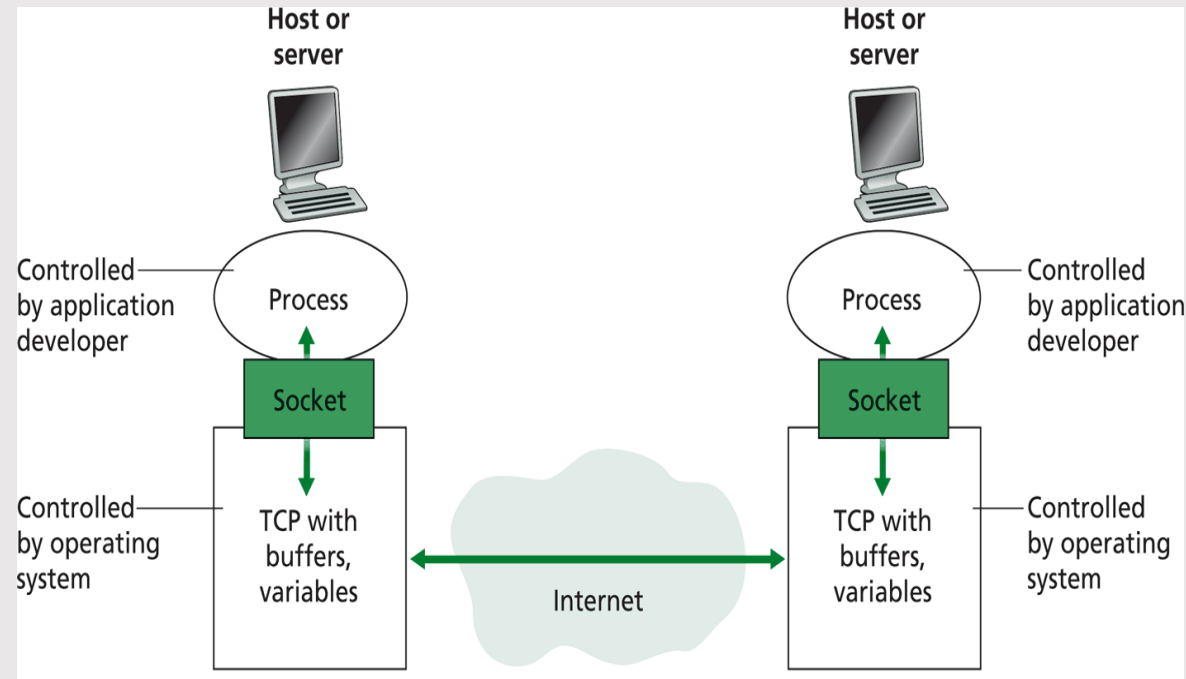 Host or
server
Host or
server
Controlled
by application
developer
Process
Process
Controlled
by application
developer
Socket
Socket
Controlled
by operating
system
TCP with
buffers,
variables
Internet
TCP with
buffers,
variables
Controlled
by operating
system